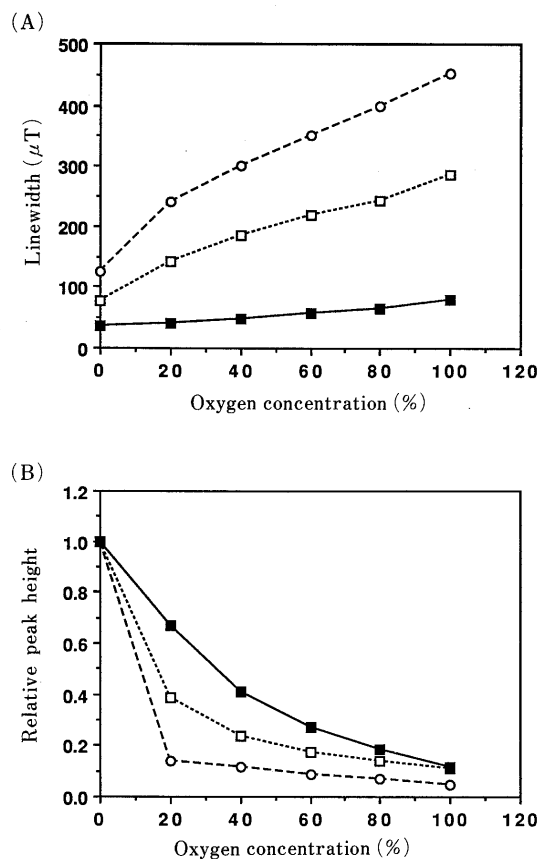 (A)
500
400
300
200
100
0
Linewidth (μT)
0 20 40 60 80 100 120
Oxygen concentration (%)
(B)
1.2
1.0
0.8
0.6
0.4
0.2
0.0
Relative peak height
0 20 40 60 80 100 120
Oxygen concentration (%)